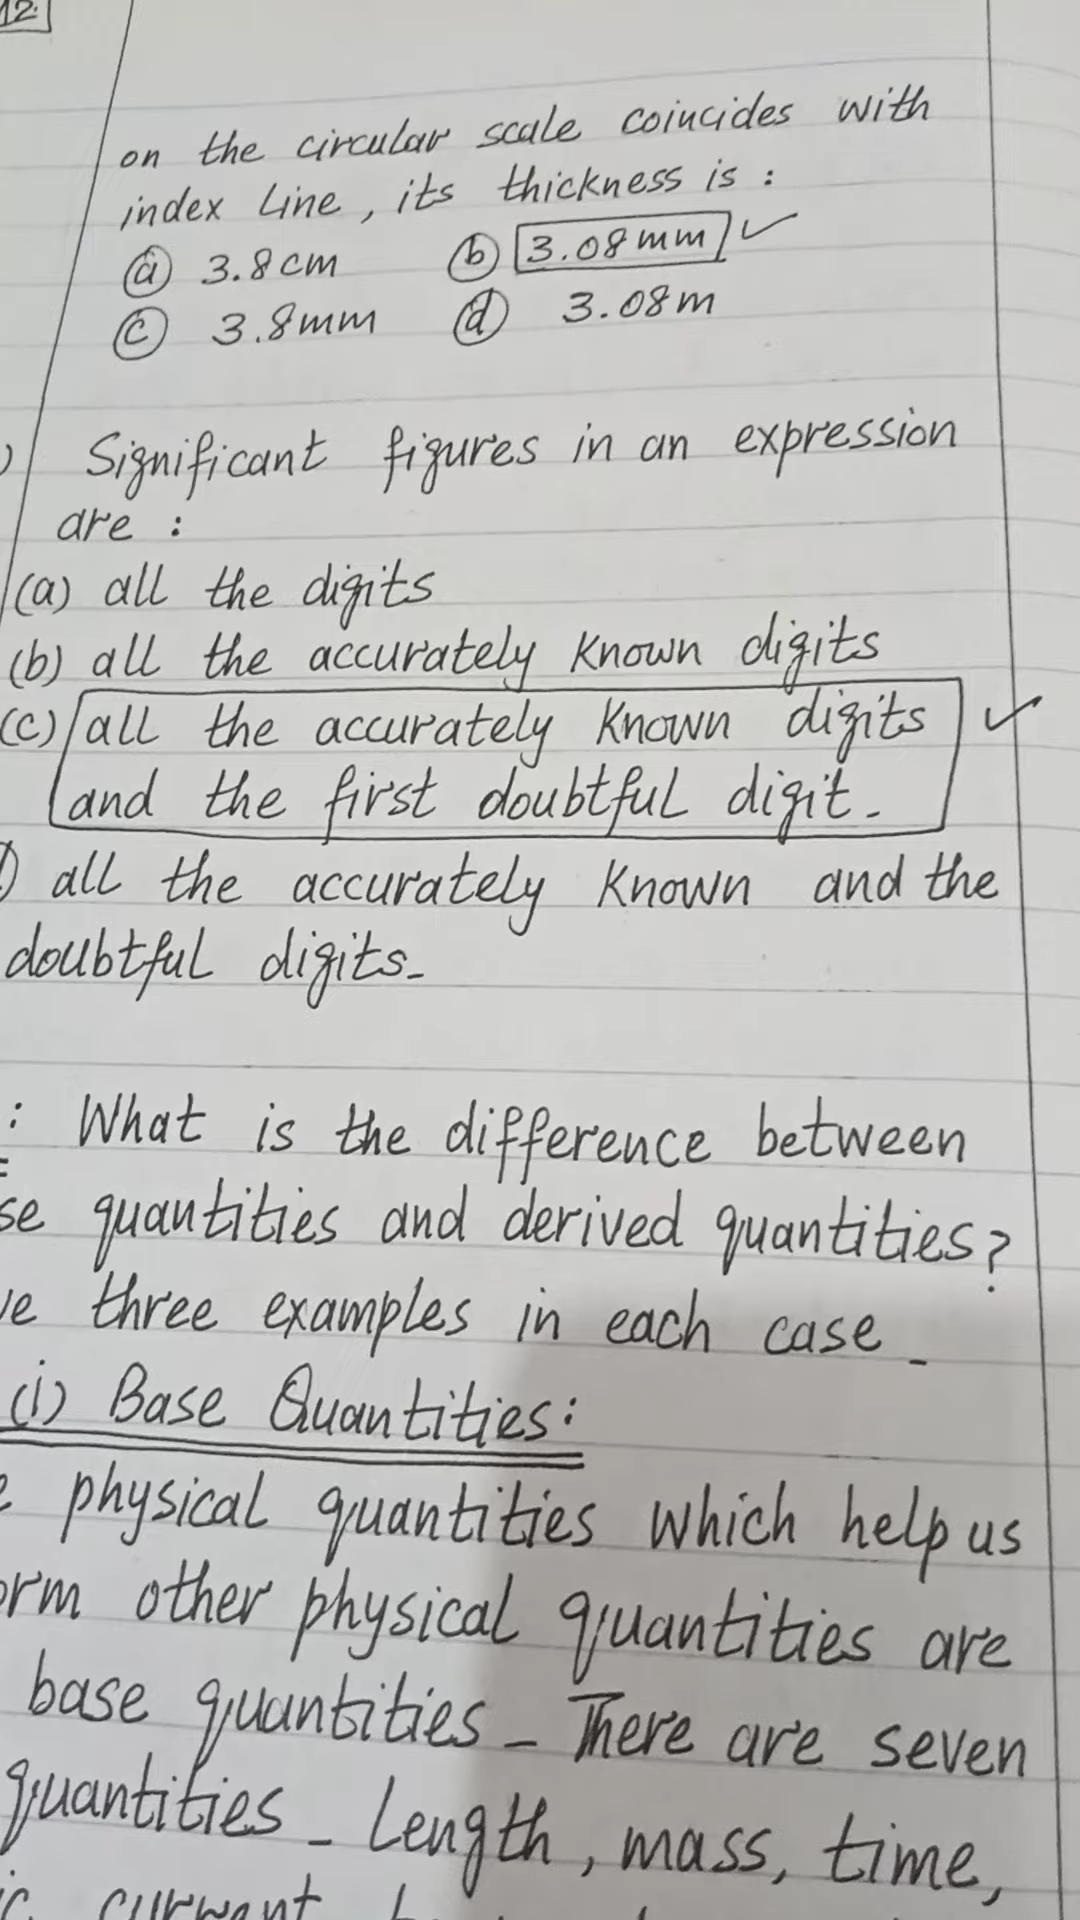 12.
on the circular scale coincides with
index line, its thickness is :
(a) 3.8cm (b) 3.08mm ✓
(c) 3.8mm (d) 3.08m
) Significant figures in an expression
are :
(a) all the digits
(b) all the accurately known digits
(c) all the accurately known digits ✓
and the first doubtful digit.
) all the accurately known and the
doubtful digits.
: What is the difference between
se quantities and derived quantities?
ve three examples in each case.
(i) Base Quantities:
e physical quantities which help us
orm other physical quantities are
base quantities. There are seven
quantities. Length, mass, time,
ic current